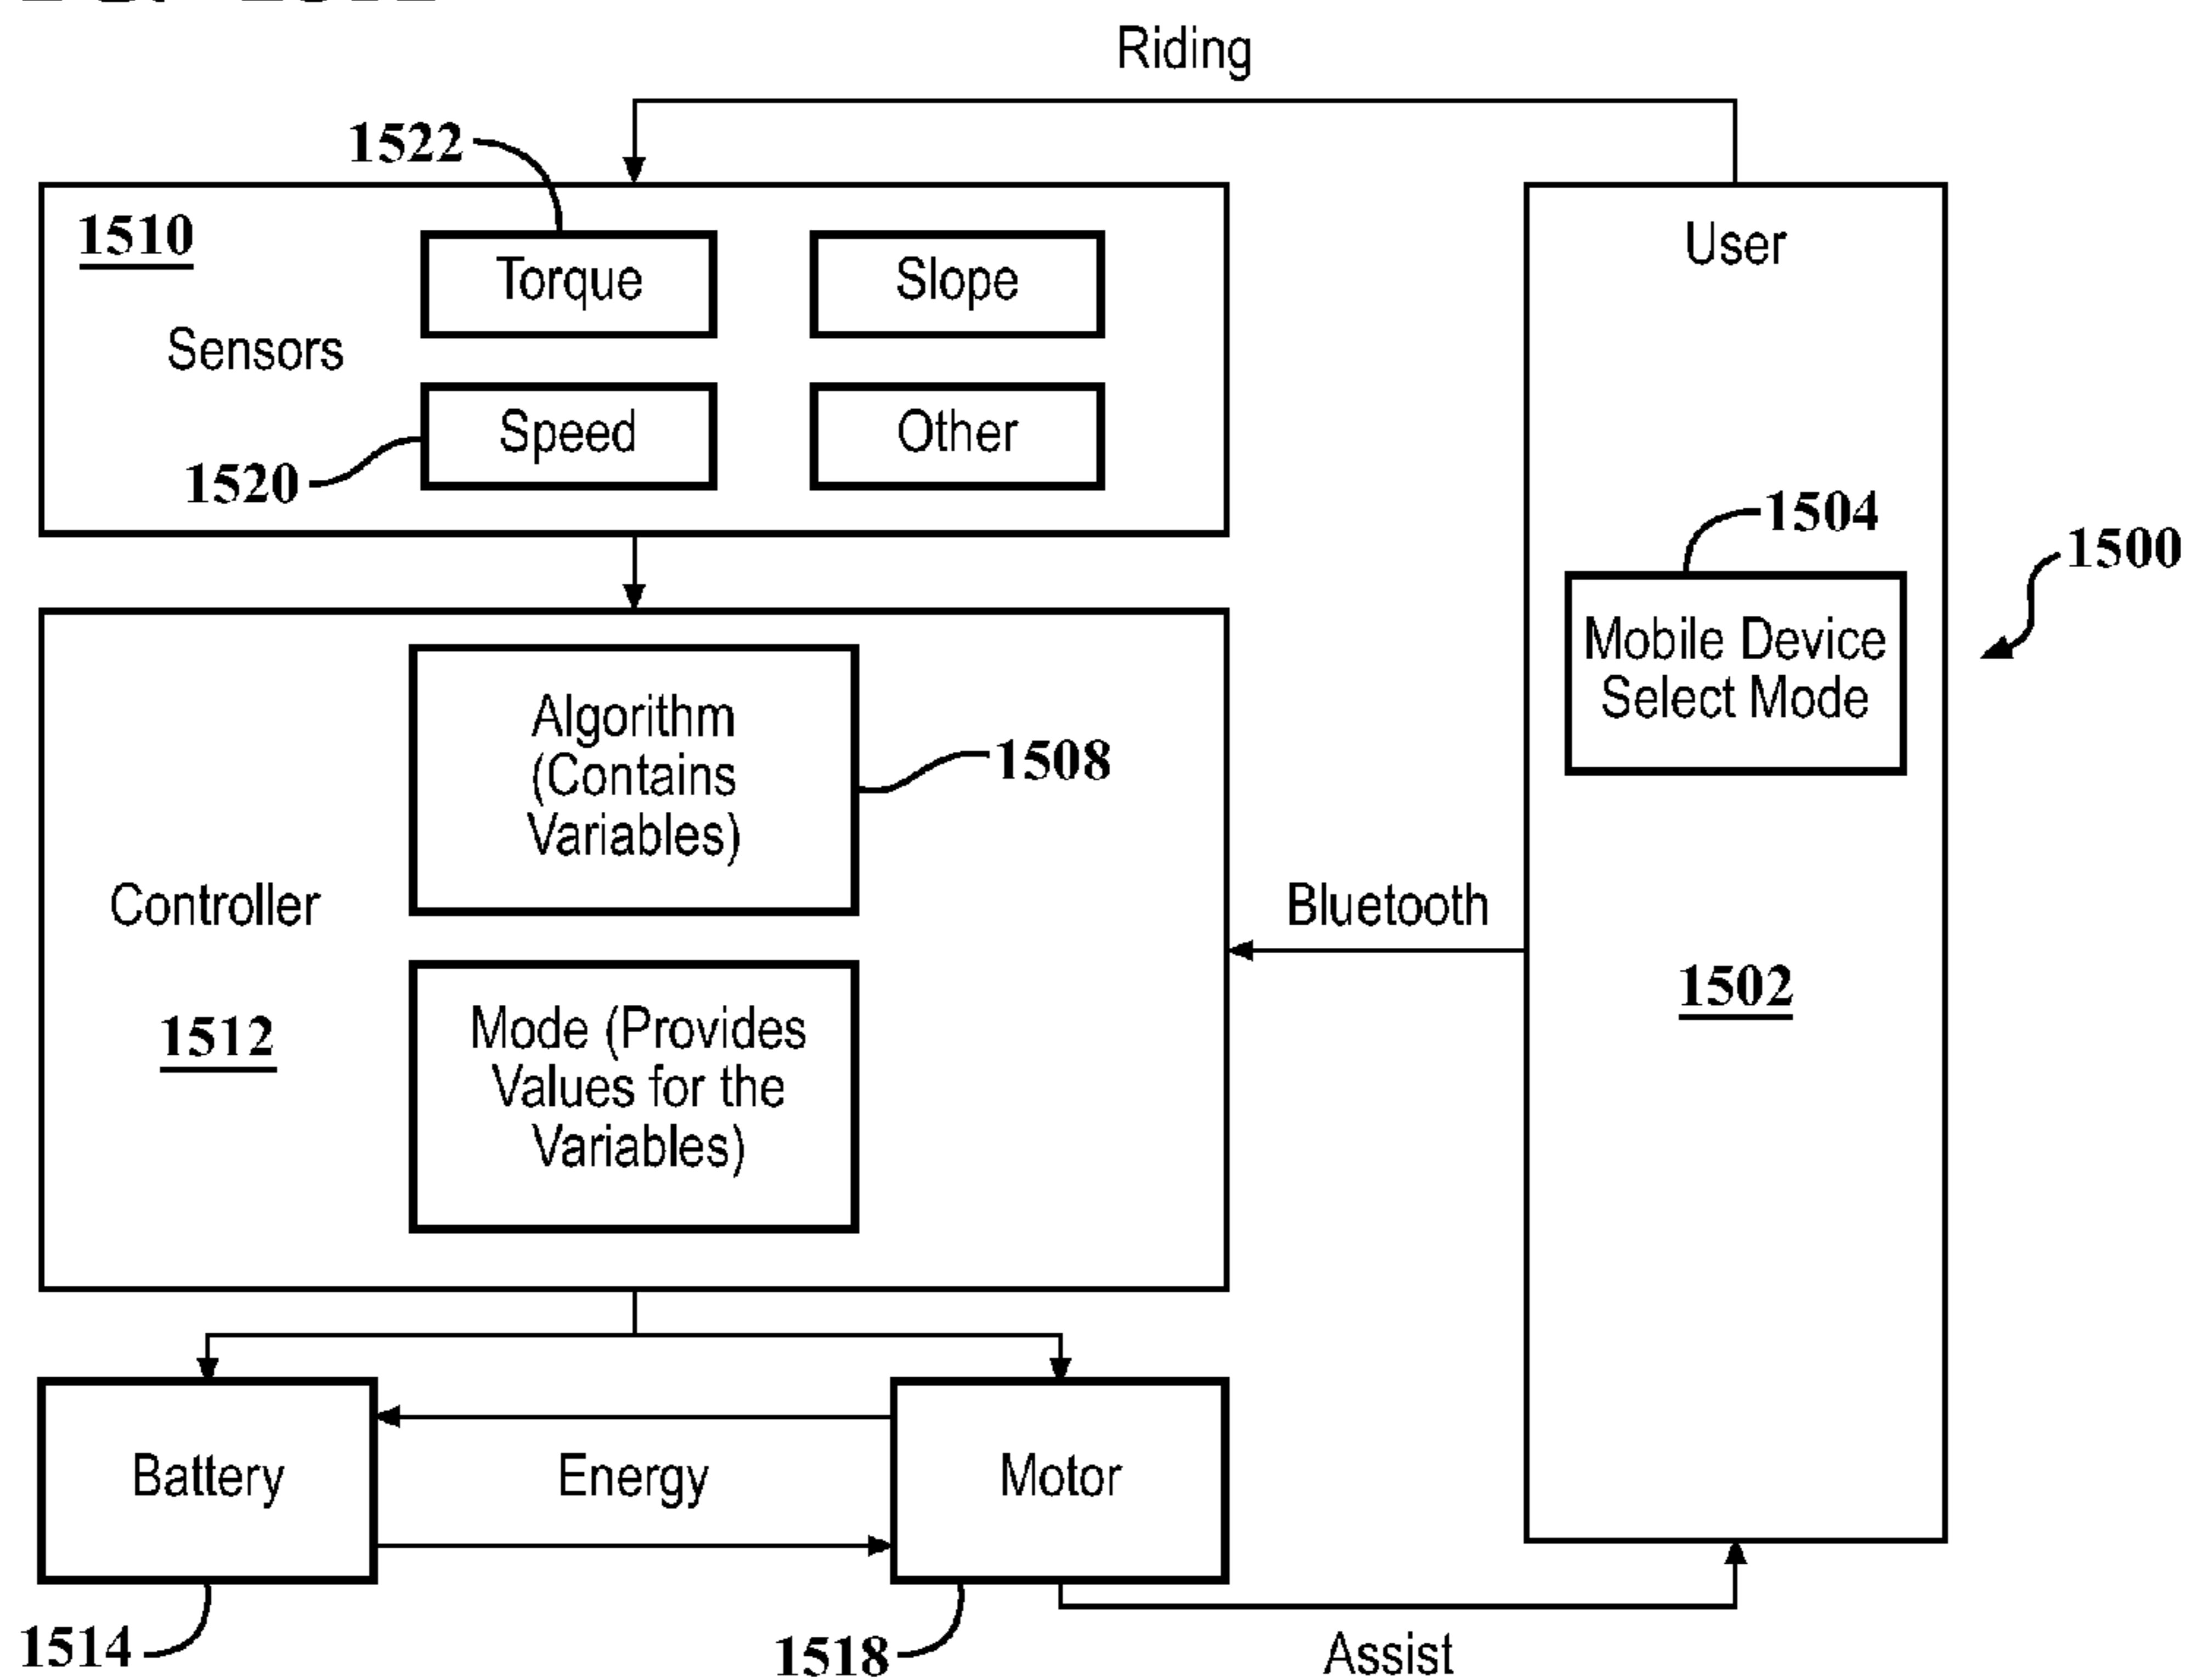 Riding
1522
1510
Torque
Slope
User
Sensors
Speed
Other
1520
1504
1500
Mobile Device
Select Mode
Algorithm
(Contains
Variables)
1508
Controller
Bluetooth
1502
1512
Mode (Provides
Values for the
Variables)
Battery
Energy
Motor
1514
1518
Assist